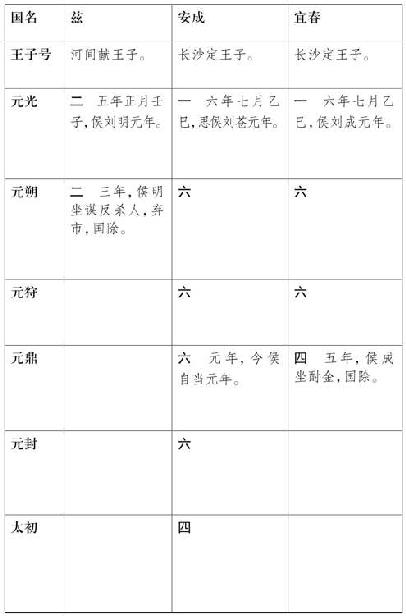 国名 兹 安成 宜春
王子号 河间献王子。 长沙定王子。 长沙定王子。
元光 二 五年正月壬 一 六年七月乙 一 六年七月乙
子,侯刘明元年。 巳,思侯刘苍元年。 巳,侯刘成元年。
元朔 二 三年,侯明 六 六
坐谋反杀人,弃
市,国除。
元狩 六 六
元鼎 六 元年,今侯 四 五年,侯成
自当元年。 坐酎金,国除。
元封 六
太初 四